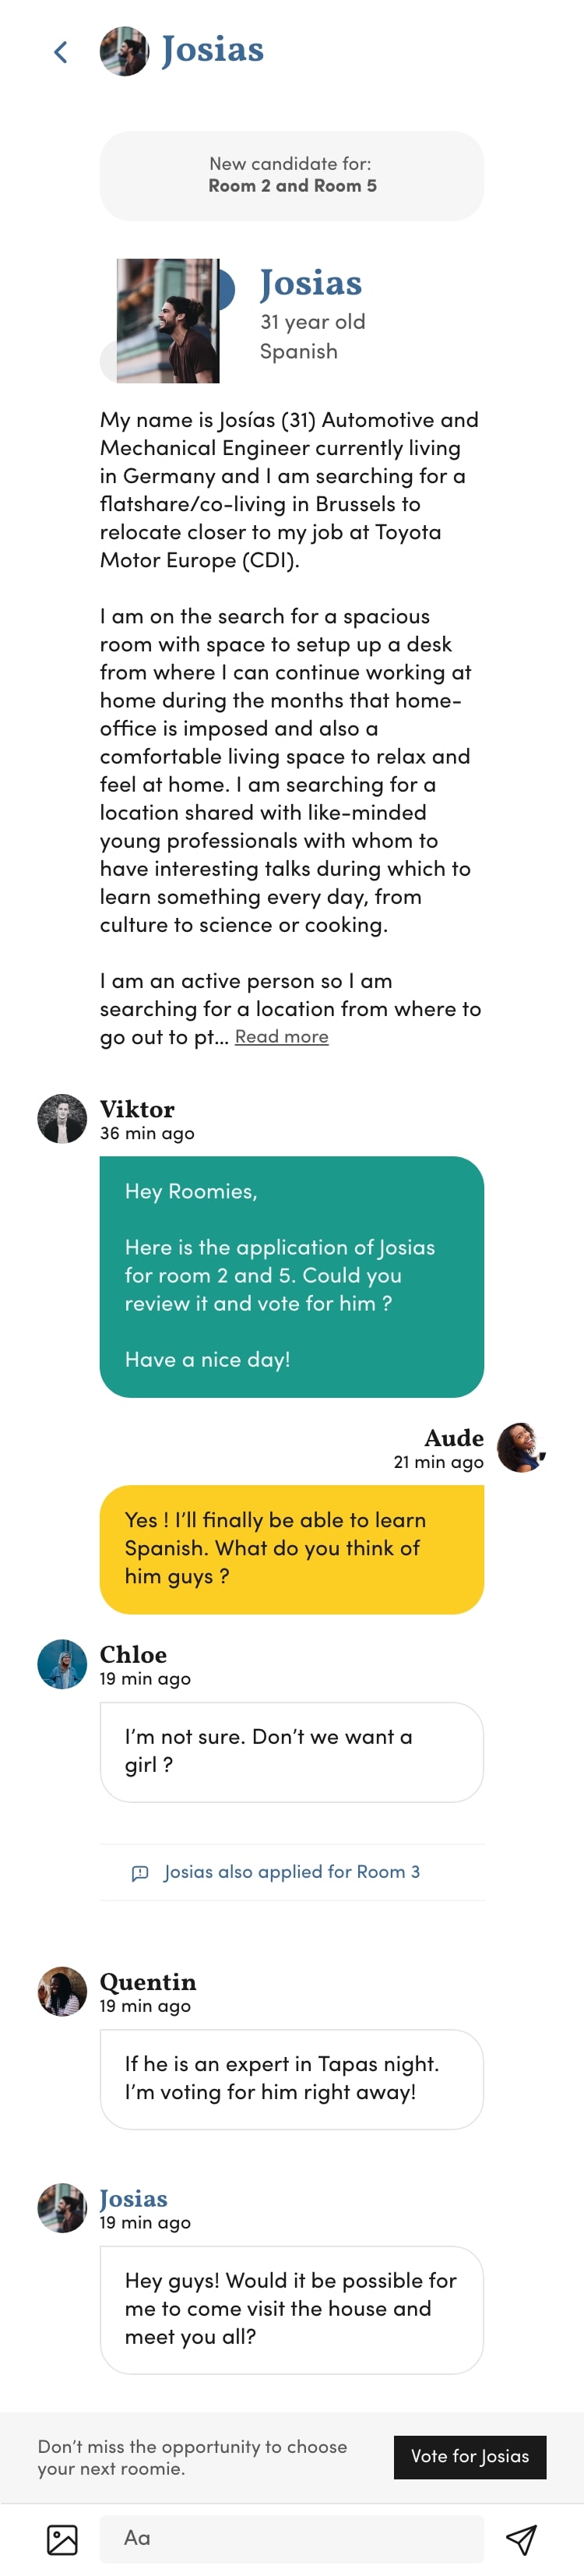 Josias
New candidate for:
Room 2 and Room 5
Josias
31 year old
Spanish
My name is Josías (31) Automotive and
Mechanical Engineer currently living
in Germany and I am searching for a
flatshare/co-living in Brussels to
relocate closer to my job at Toyota
Motor Europe (CDI).
I am on the search for a spacious
room with space to setup up a desk
from where I can continue working at
home during the months that home-
office is imposed and also a
comfortable living space to relax and
feel at home. I am searching for a
location shared with like-minded
young professionals with whom to
have interesting talks during which to
learn something every day, from
culture to science or cooking.
I am an active person so I am
searching for a location from where to
go out to pt... Read more
Viktor
36 min ago
Hey Roomies,
Here is the application of Josias
for room 2 and 5. Could you
review it and vote for him ?
Have a nice day!
Aude
21 min ago
Yes ! I’ll finally be able to learn
Spanish. What do you think of
him guys ?
Chloe
19 min ago
I’m not sure. Don’t we want a
girl ?
Josias also applied for Room 3
Quentin
19 min ago
If he is an expert in Tapas night.
I’m voting for him right away!
Josias
19 min ago
Hey guys! Would it be possible for
me to come visit the house and
meet you all?
Don’t miss the opportunity to choose
your next roomie.
Vote for Josias
Aa